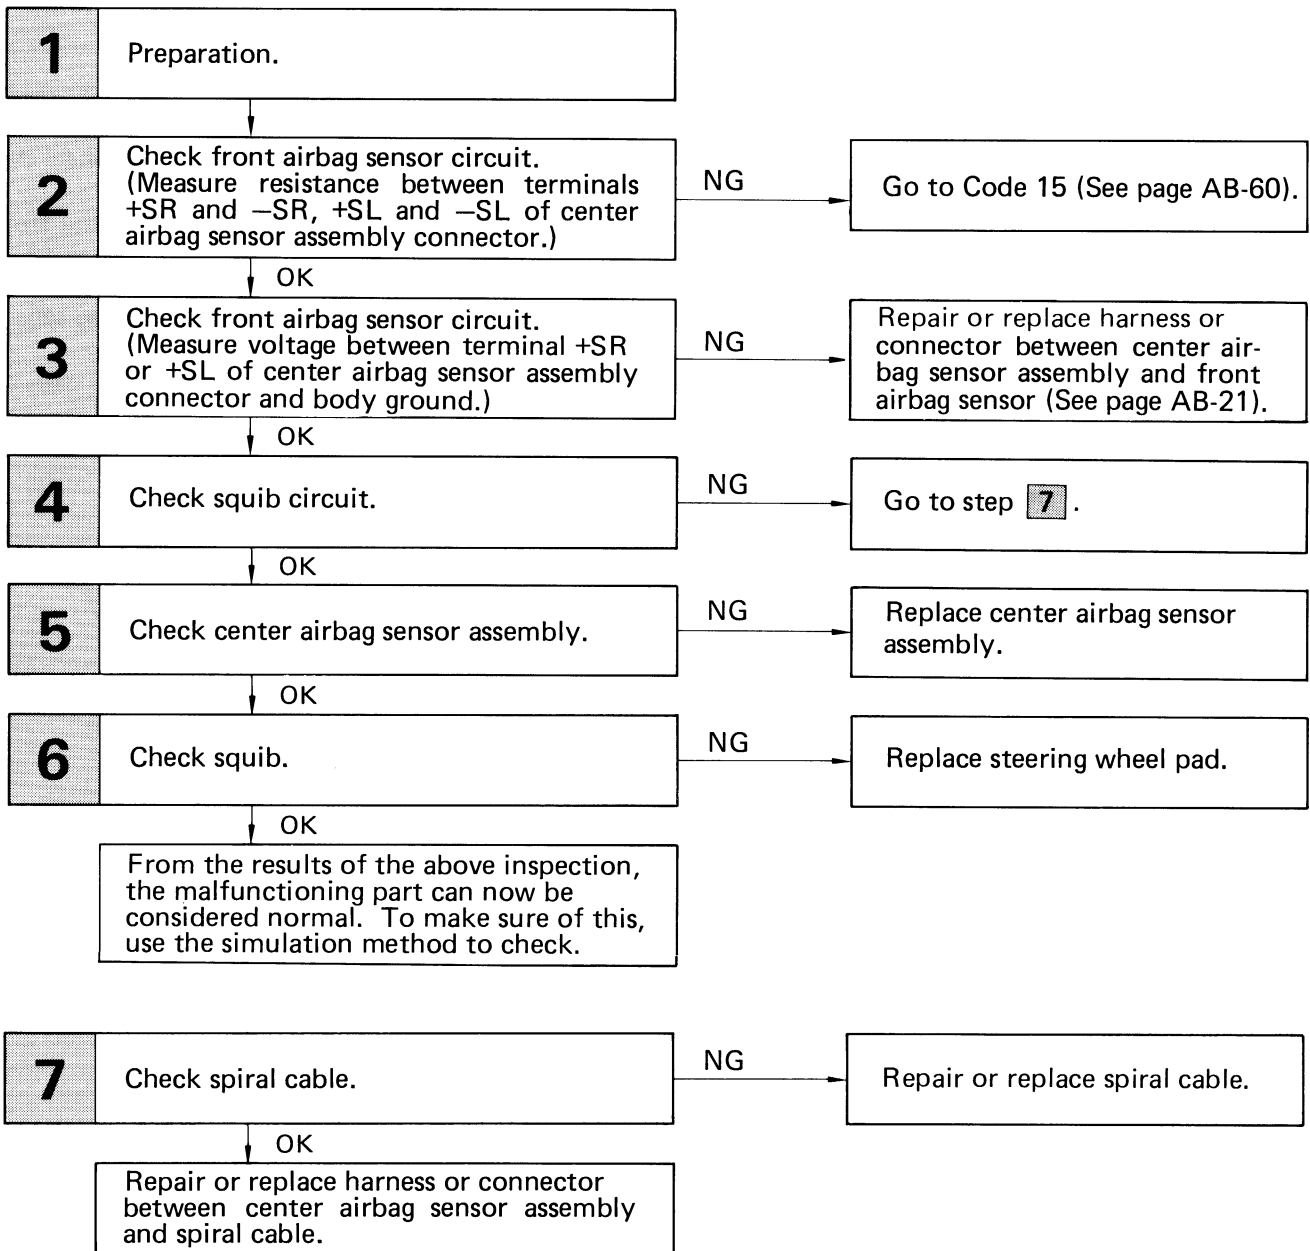 1
Preparation.
2
Check front airbag sensor circuit.
(Measure resistance between terminals
+SR and —SR, +SL and —SL of center
airbag sensor assembly connector.)
NG
Go to Code 15 (See page AB-60).
OK
3
Check front airbag sensor circuit.
(Measure voltage between terminal +SR
or +SL of center airbag sensor assembly
connector and body ground.)
NG
Repair or replace harness or
connector between center air-
bag sensor assembly and front
airbag sensor (See page AB-21).
OK
4
Check squib circuit.
NG
Go to step 7 .
OK
5
Check center airbag sensor assembly.
NG
Replace center airbag sensor
assembly.
OK
6
Check squib.
NG
Replace steering wheel pad.
OK
From the results of the above inspection,
the malfunctioning part can now be
considered normal. To make sure of this,
use the simulation method to check.
7
Check spiral cable.
NG
Repair or replace spiral cable.
OK
Repair or replace harness or connector
between center airbag sensor assembly
and spiral cable.